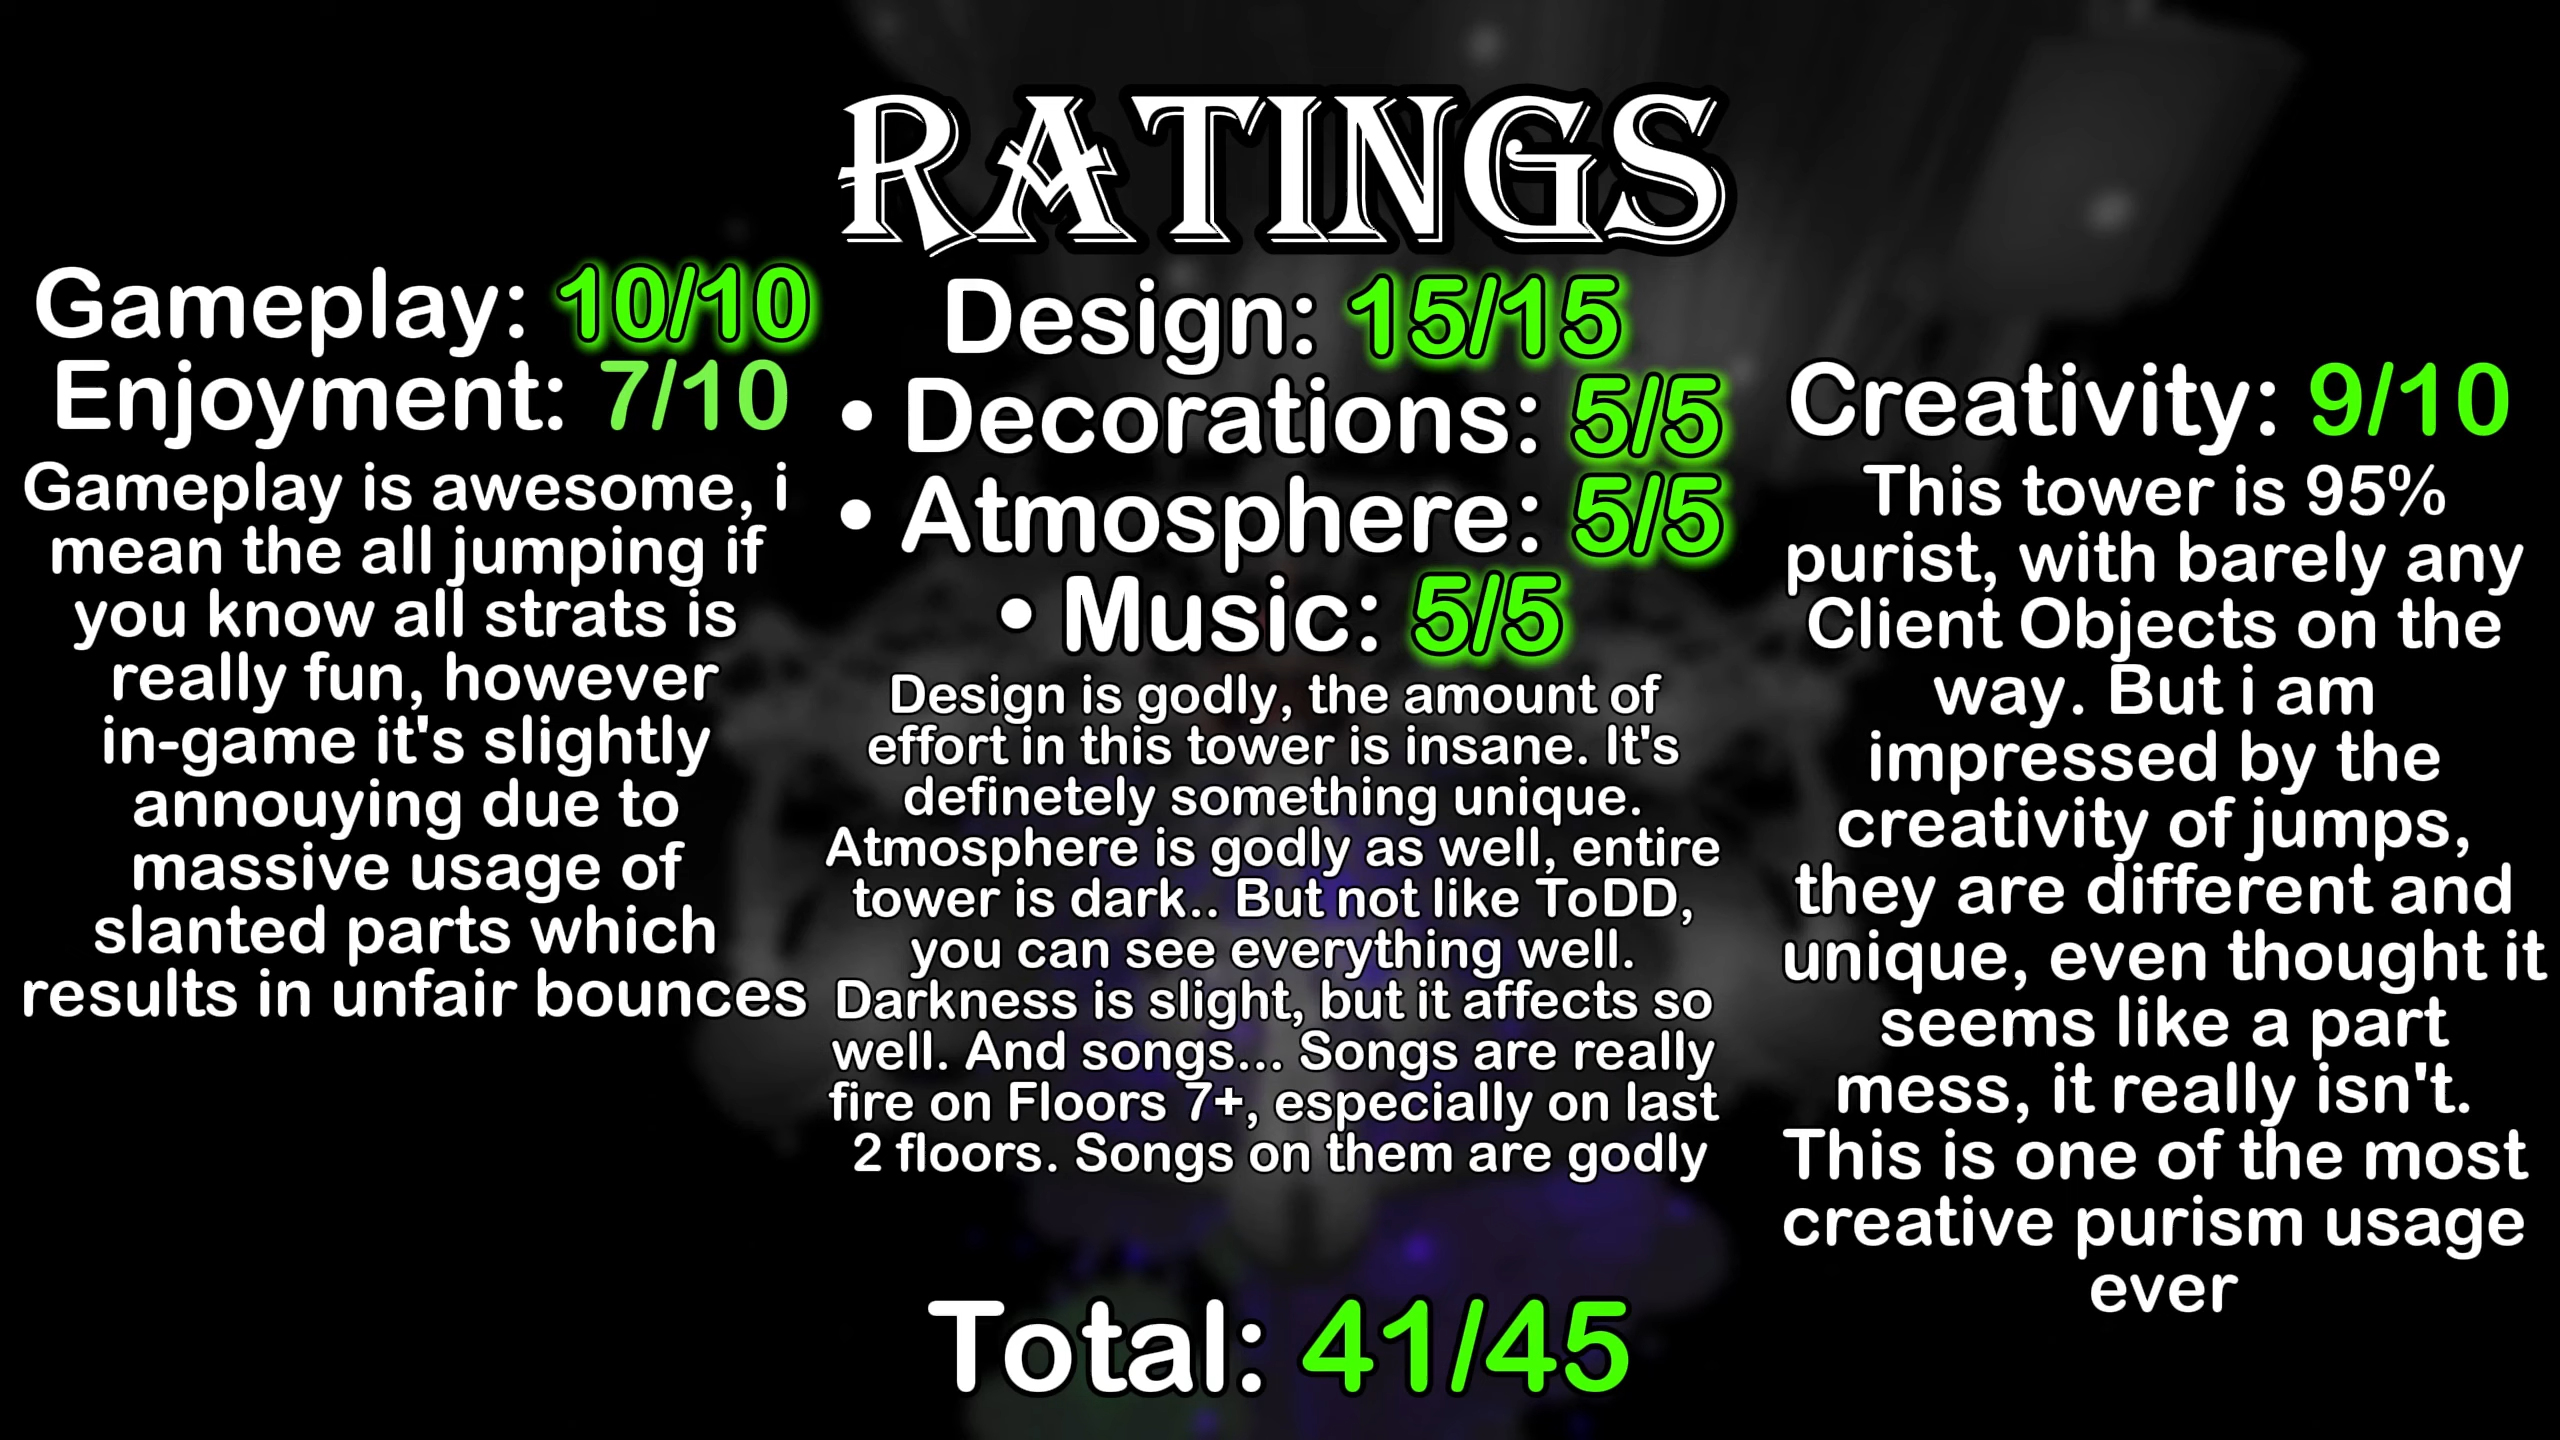 RATINGS
Gameplay: 10/10
Enjoyment: 7/10
Gameplay is awesome, i
mean the all jumping if
you know all strats is
really fun, however
in-game it's slightly
annouying due to
massive usage of
slanted parts which
results in unfair bounces
Design: 15/15
• Decorations: 5/5
• Atmosphere: 5/5
• Music: 5/5
Design is godly, the amount of
effort in this tower is insane. It's
definetely something unique.
Atmosphere is godly as well, entire
tower is dark.. But not like ToDD,
you can see everything well.
Darkness is slight, but it affects so
well. And songs... Songs are really
fire on Floors 7+, especially on last
2 floors. Songs on them are godly
Creativity: 9/10
This tower is 95%
purist, with barely any
Client Objects on the
way. But i am
impressed by the
creativity of jumps,
they are different and
unique, even thought it
seems like a part
mess, it really isn't.
This is one of the most
creative purism usage
ever
Total: 41/45